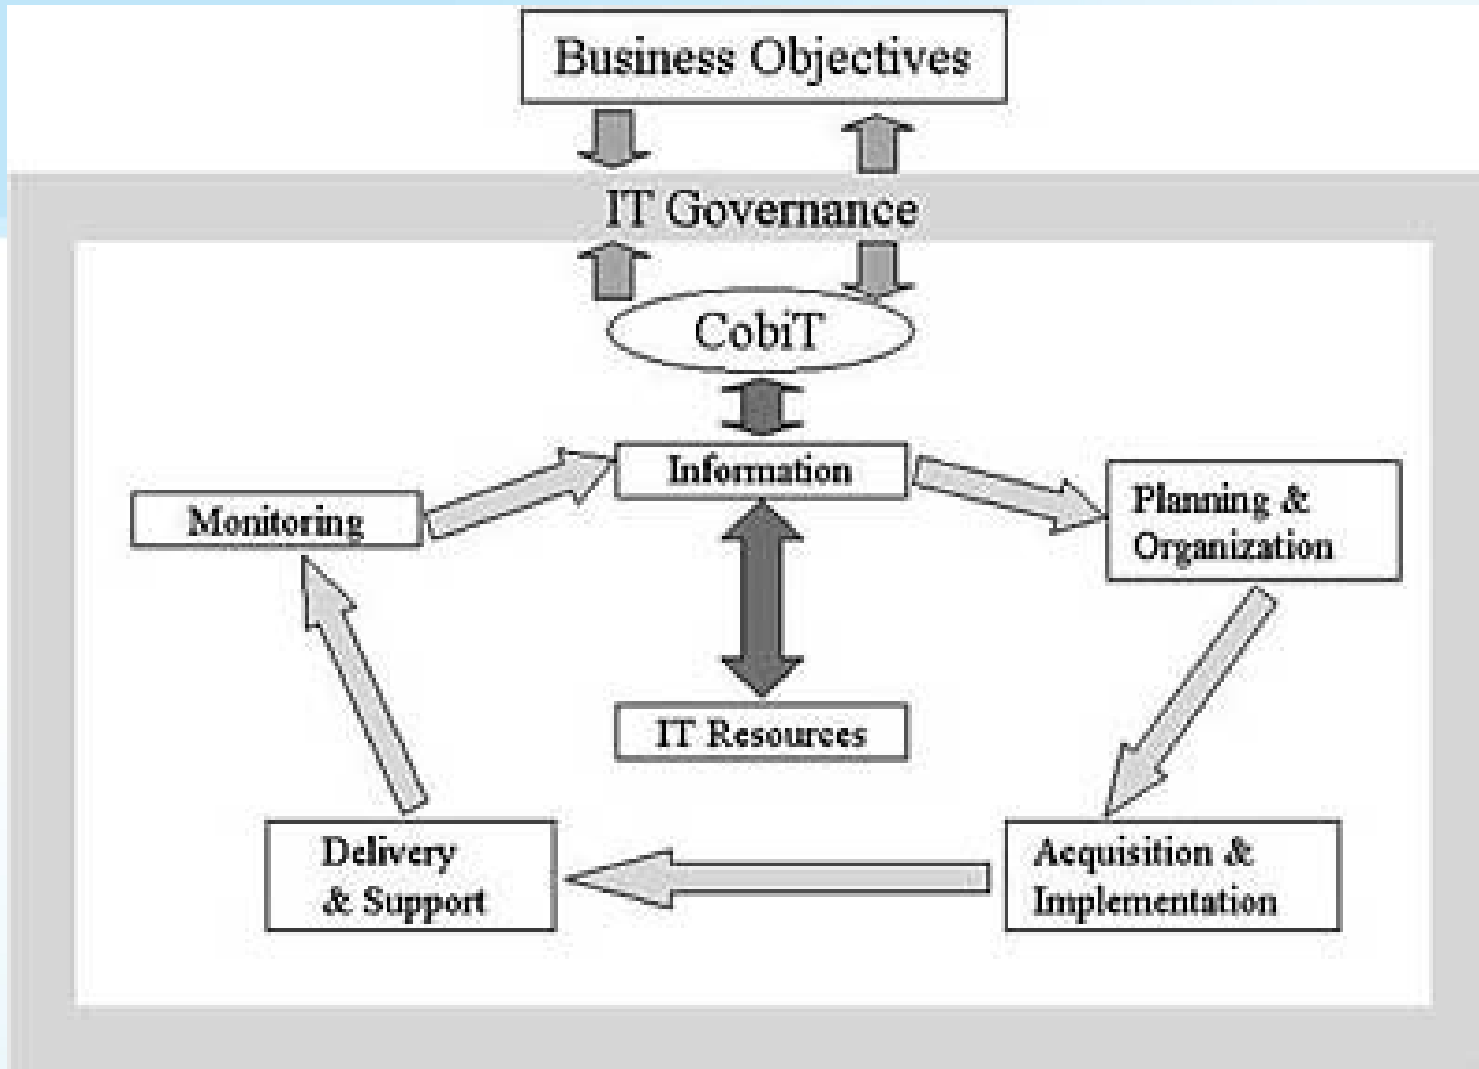 Business Objectives
IT Governance
CobiT
Information
Monitoring
Planning &
Organization
IT Resources
Delivery
& Support
Acquisition &
Implementation